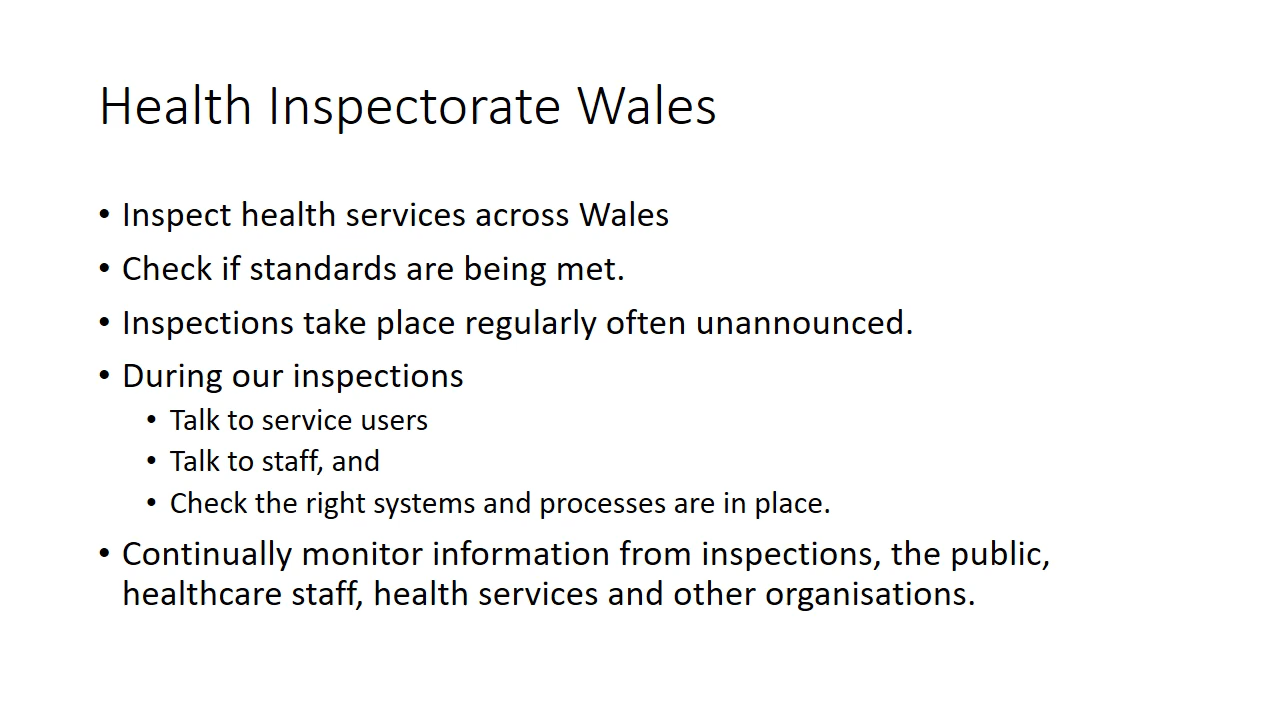 Health Inspectorate Wales
• Inspect health services across Wales
• Check if standards are being met.
• Inspections take place regularly often unannounced.
• During our inspections
• Talk to service users
• Talk to staff, and
• Check the right systems and processes are in place.
• Continually monitor information from inspections, the public,
healthcare staff, health services and other organisations.